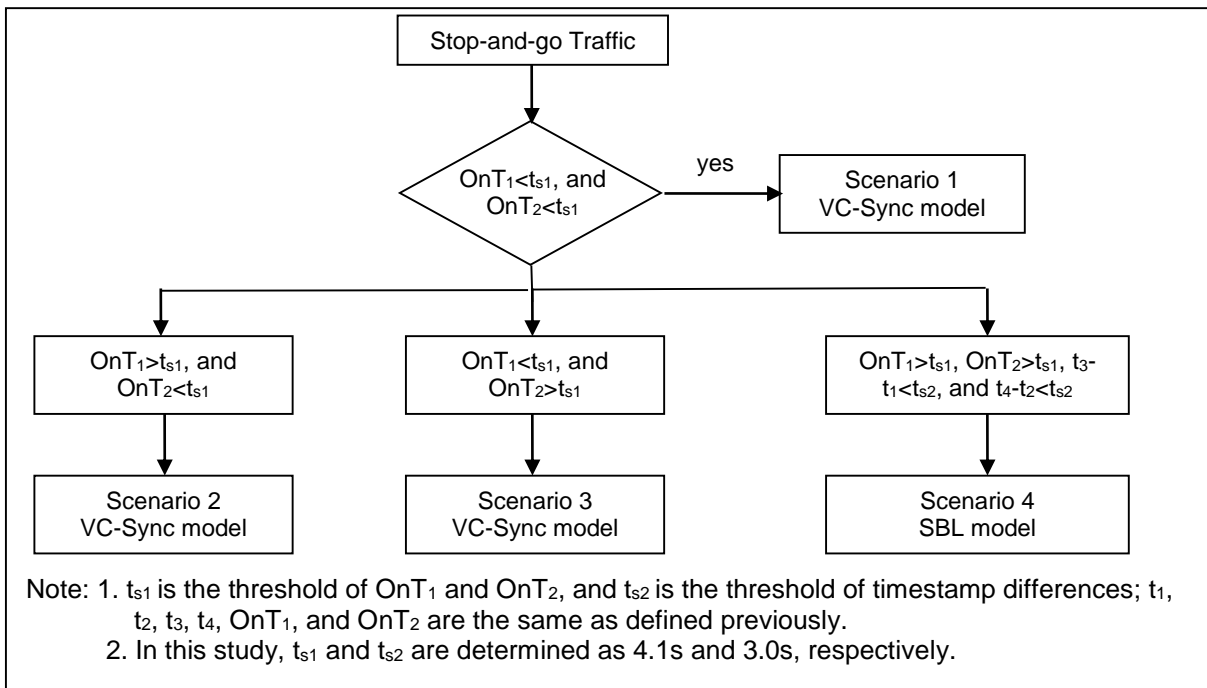 Stop-and-go Traffic
OnT₁<tₛ₁, and
OnT₂<tₛ₁
yes
Scenario 1
VC-Sync model
OnT₁>tₛ₁, and
OnT₂<tₛ₁
OnT₁<tₛ₁, and
OnT₂>tₛ₁
OnT₁>tₛ₁, OnT₂>tₛ₁, t₃-
t₁<tₛ₂, and t₄-t₂<tₛ₂
Scenario 2
VC-Sync model
Scenario 3
VC-Sync model
Scenario 4
SBL model
Note: 1. tₛ₁ is the threshold of OnT₁ and OnT₂, and tₛ₂ is the threshold of timestamp differences; t₁,
t₂, t₃, t₄, OnT₁, and OnT₂ are the same as defined previously.
2. In this study, tₛ₁ and tₛ₂ are determined as 4.1s and 3.0s, respectively.